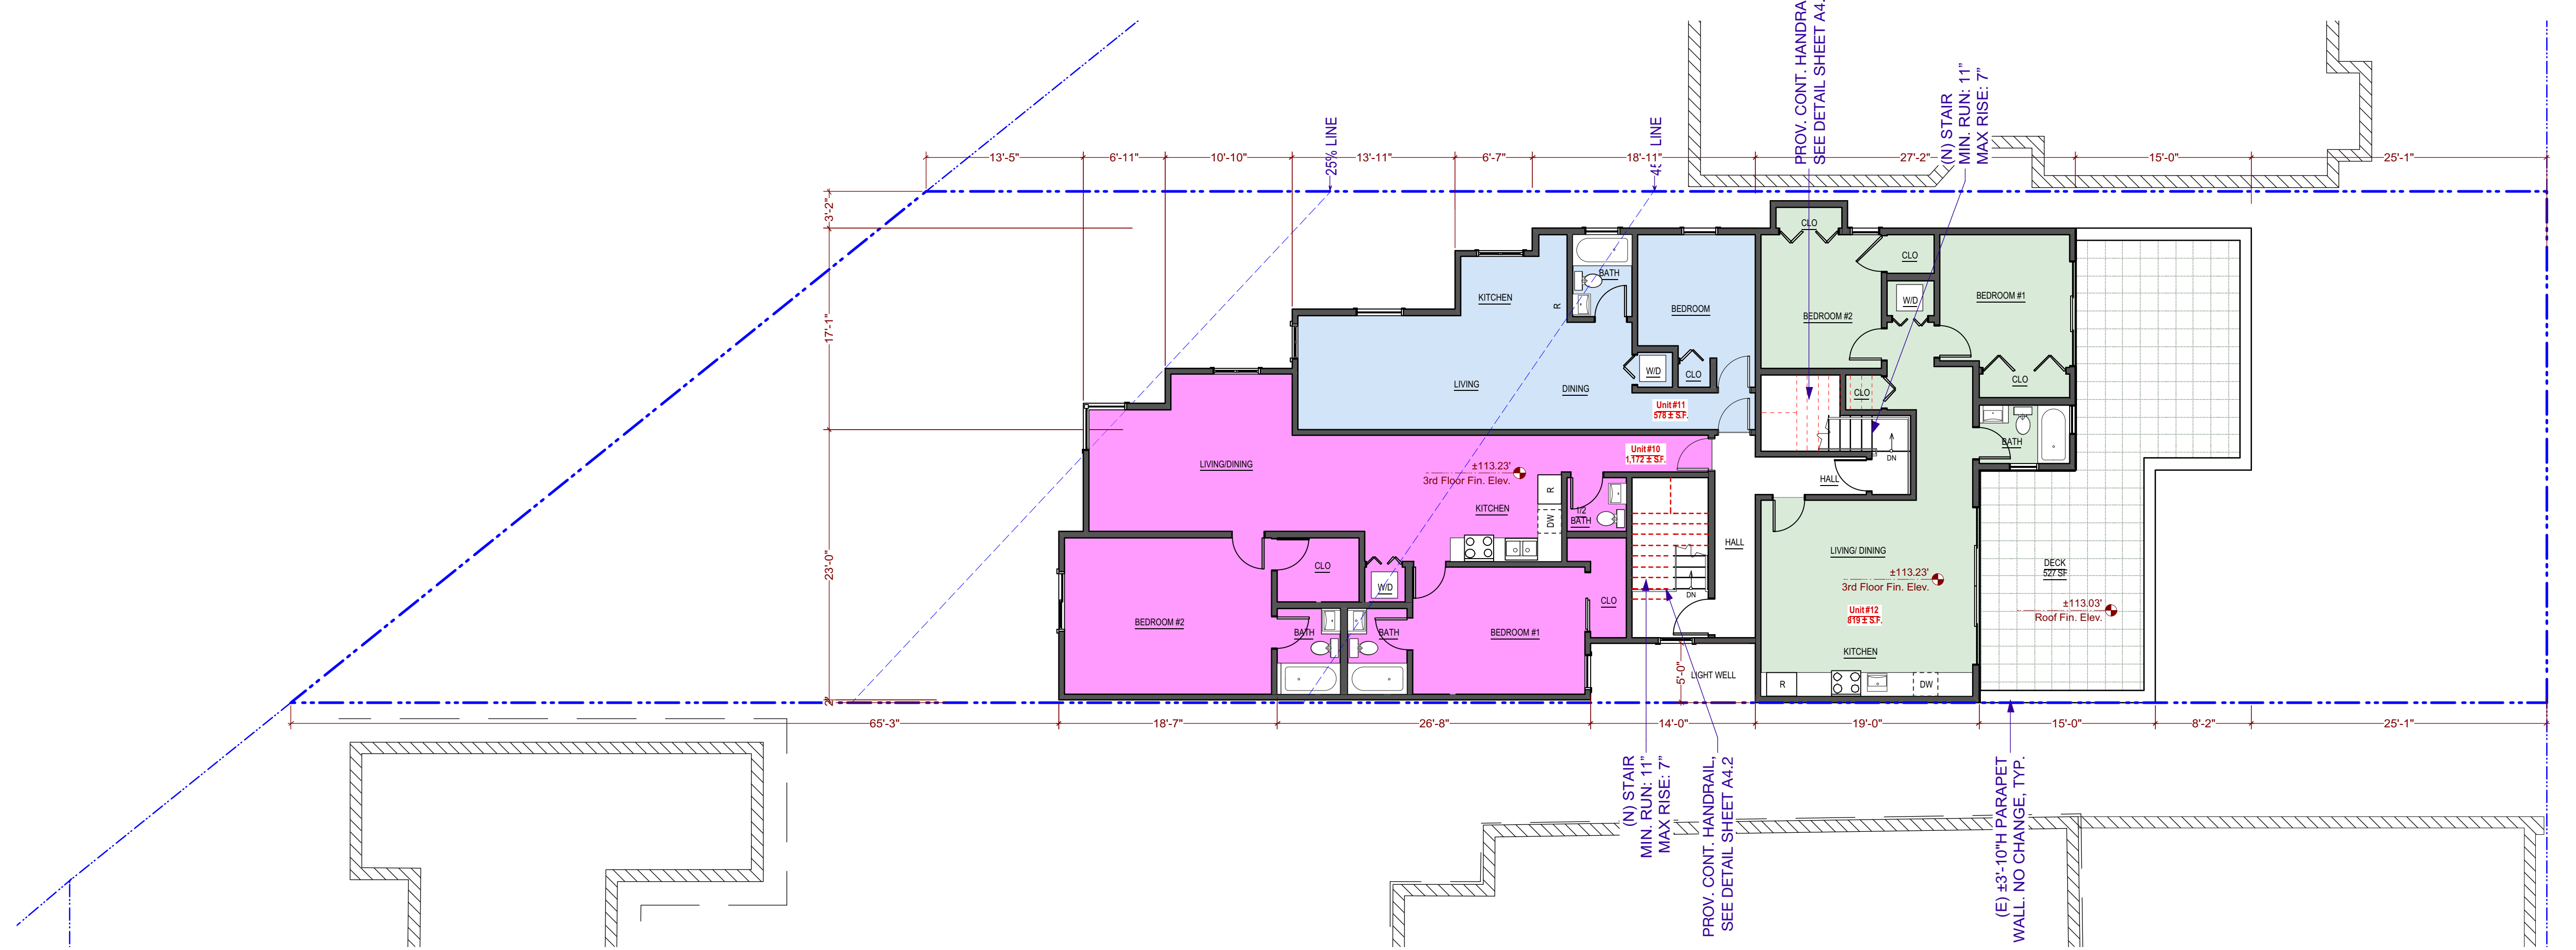 PROV. CONT. HANDRA
SEE DETAIL SHEET A4.
(N) STAIR
MIN. RUN: 11"
MAX RISE: 7"
25% LINE
LINE
13'-5"
6'-11"
10'-10"
13'-11"
6'-7"
18'-11"
27'-2"
15'-0"
25'-1"
3'-2"
17'-1"
23'-0"
CLO
BATH
CLO
KITCHEN
R
BEDROOM
BEDROOM #2
W/D
BEDROOM #1
LIVING
DINING
W/D
CLO
CLO
CLO
Unit #11
578 ± S.F.
BATH
DN
LIVING/DINING
Unit #10
1,172 ± S.F.
±113.23'
3rd Floor Fin. Elev.
HALL
R
KITCHEN
DW
1/2
BATH
HALL
LIVING/ DINING
DECK
527 SF
CLO
W/D
CLO
DN
±113.23'
3rd Floor Fin. Elev.
Unit #12
819 ± S.F.
±113.03'
Roof Fin. Elev.
BEDROOM #2
BATH
BATH
BEDROOM #1
KITCHEN
5'-0"
LIGHT WELL
R
DW
65'-3"
18'-7"
26'-8"
14'-0"
19'-0"
15'-0"
8'-2"
25'-1"
(N) STAIR
MIN. RUN: 11"
MAX RISE: 7"
PROV. CONT. HANDRAIL,
SEE DETAIL SHEET A4.2
(E) ±3'-10"H PARAPET
WALL. NO CHANGE, TYP.